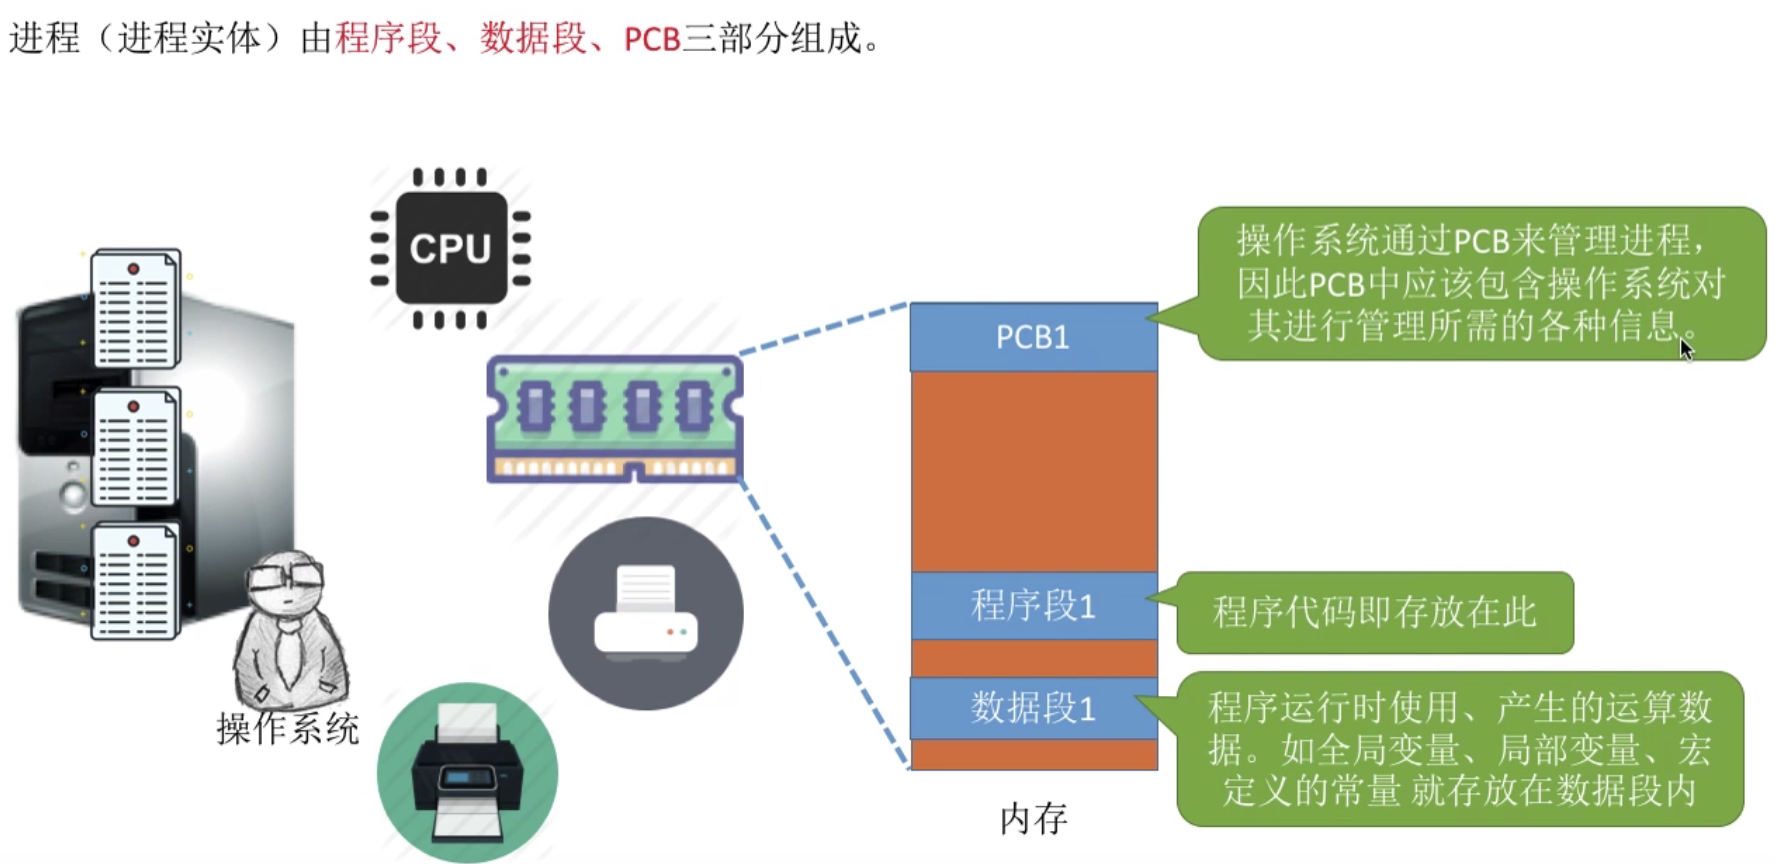 进程（进程实体）由程序段、数据段、PCB三部分组成。
CPU
操作系统
PCB1
程序段1
数据段1
内存
操作系统通过PCB来管理进程，
因此PCB中应该包含操作系统对
其进行管理所需的各种信息。
程序代码即存放在此
程序运行时使用、产生的运算数
据。如全局变量、局部变量、宏
定义的常量 就存放在数据段内